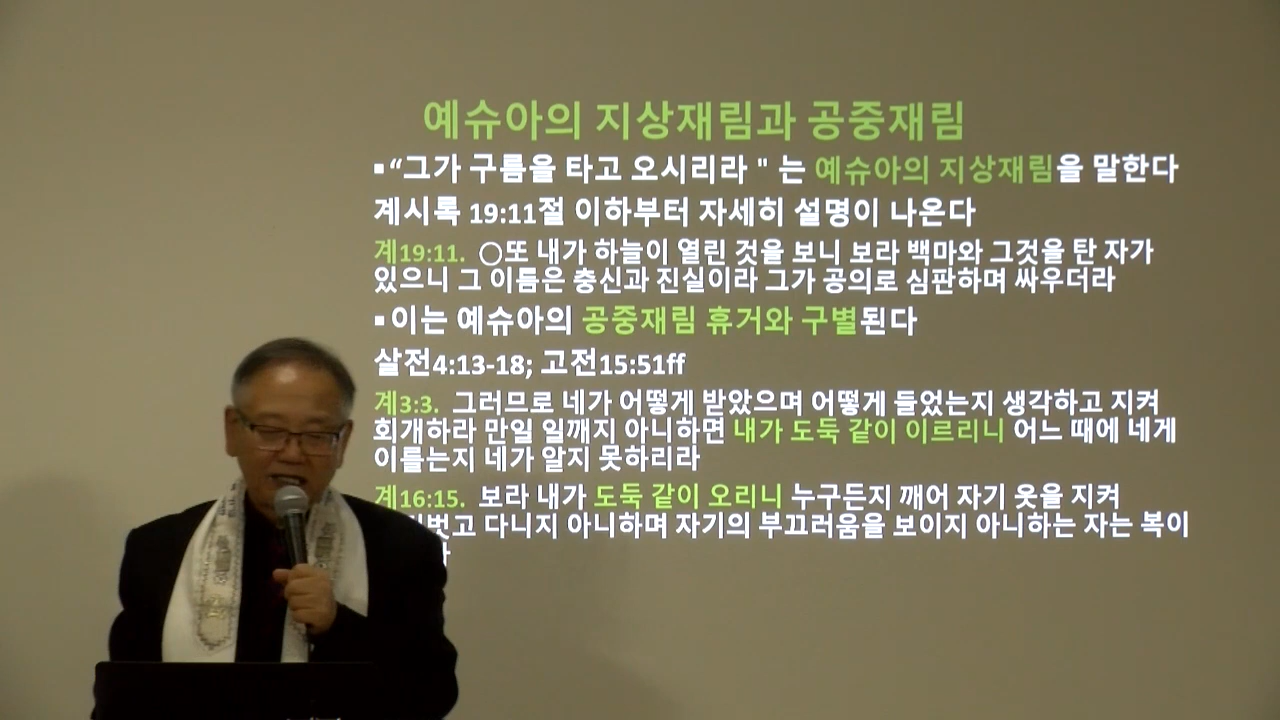 예슈아의 지상재림과 공중재림
▪“그가 구름을 타고 오시리라 " 는 예슈아의 지상재림을 말한다
계시록 19:11절 이하부터 자세히 설명이 나온다
계19:11. ○또 내가 하늘이 열린 것을 보니 보라 백마와 그것을 탄 자가
있으니 그 이름은 충신과 진실이라 그가 공의로 심판하며 싸우더라
▪이는 예슈아의 공중재림 휴거와 구별된다
살전4:13-18; 고전15:51ff
계3:3. 그러므로 네가 어떻게 받았으며 어떻게 들었는지 생각하고 지켜
회개하라 만일 일깨지 아니하면 내가 도둑 같이 이르리니 어느 때에 네게
이를는지 네가 알지 못하리라
계16:15. 보라 내가 도둑 같이 오리니 누구든지 깨어 자기 옷을 지켜
다니지 아니하며 자기의 부끄러움을 보이지 아니하는 자는 복이